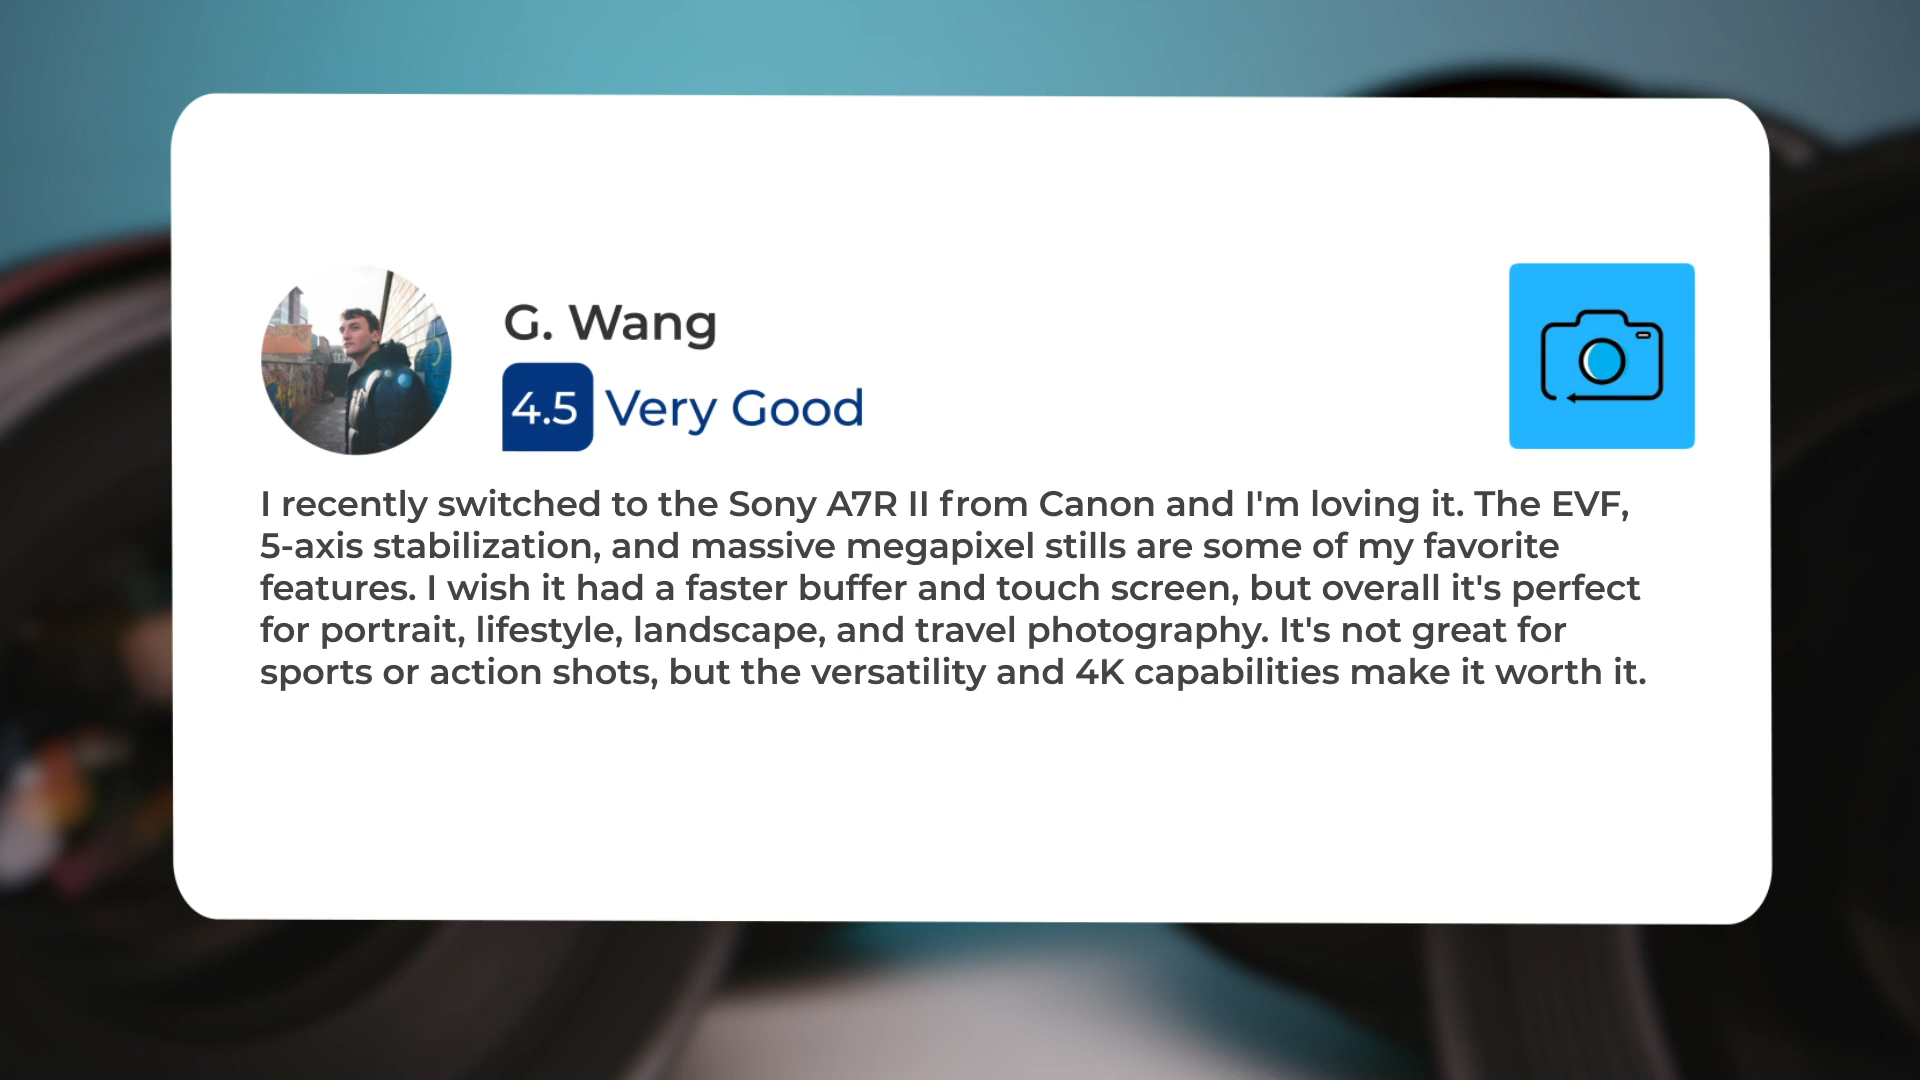 G. Wang
4.5 Very Good
I recently switched to the Sony A7R II from Canon and I'm loving it. The EVF,
5-axis stabilization, and massive megapixel stills are some of my favorite
features. I wish it had a faster buffer and touch screen, but overall it's perfect
for portrait, lifestyle, landscape, and travel photography. It's not great for
sports or action shots, but the versatility and 4K capabilities make it worth it.